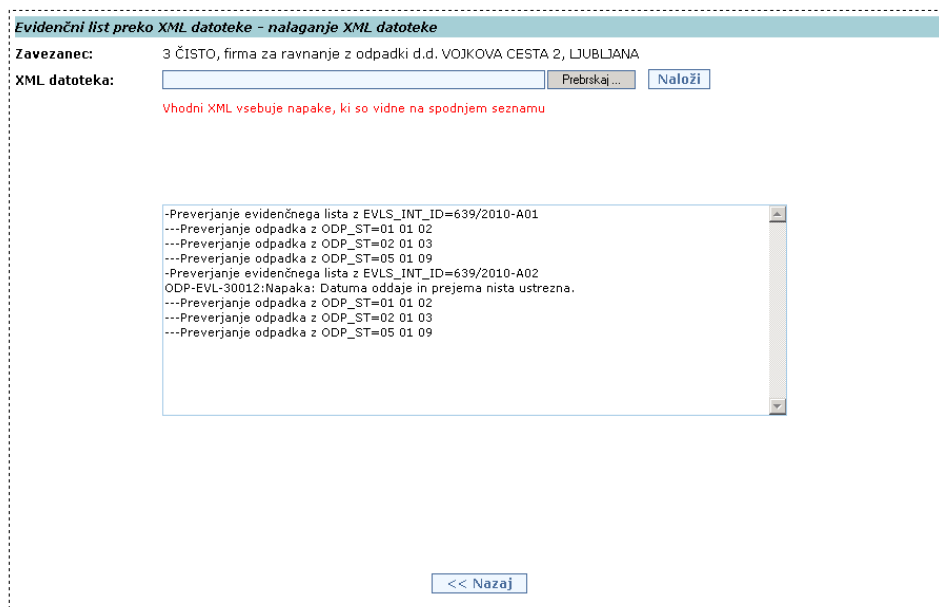 Evidenčni list preko XML datoteke - nalaganje XML datoteke
Zavezanec: 3 ČISTO, firma za ravnanje z odpadki d.d. VOJKOVA CESTA 2, LJUBLJANA
XML datoteka: Prebrskaj... Naloži
Vhodni XML vsebuje napake, ki so vidne na spodnjem seznamu
-Preverjanje evidenčnega lista z EVLS_INT_ID=639/2010-A01
---Preverjanje odpadka z ODP_ST=01 01 02
---Preverjanje odpadka z ODP_ST=02 01 03
---Preverjanje odpadka z ODP_ST=05 01 09
-Preverjanje evidenčnega lista z EVLS_INT_ID=639/2010-A02
ODP-EVL-30012:Napaka: Datuma oddaje in prejema nista ustrezna.
---Preverjanje odpadka z ODP_ST=01 01 02
---Preverjanje odpadka z ODP_ST=02 01 03
---Preverjanje odpadka z ODP_ST=05 01 09
<< Nazaj